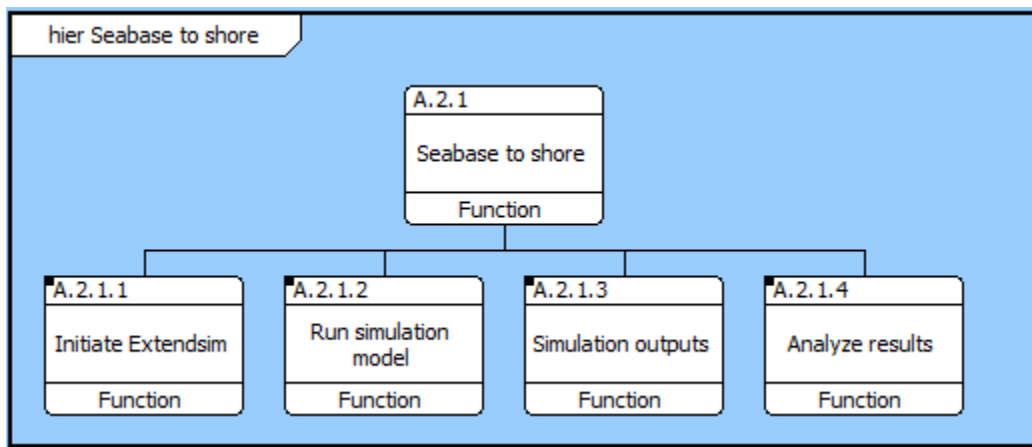 hier Seabase to shore
A.2.1
Seabase to shore
Function
A.2.1.1
Initiate Extendsim
Function
A.2.1.2
Run simulation
model
Function
A.2.1.3
Simulation outputs
Function
A.2.1.4
Analyze results
Function